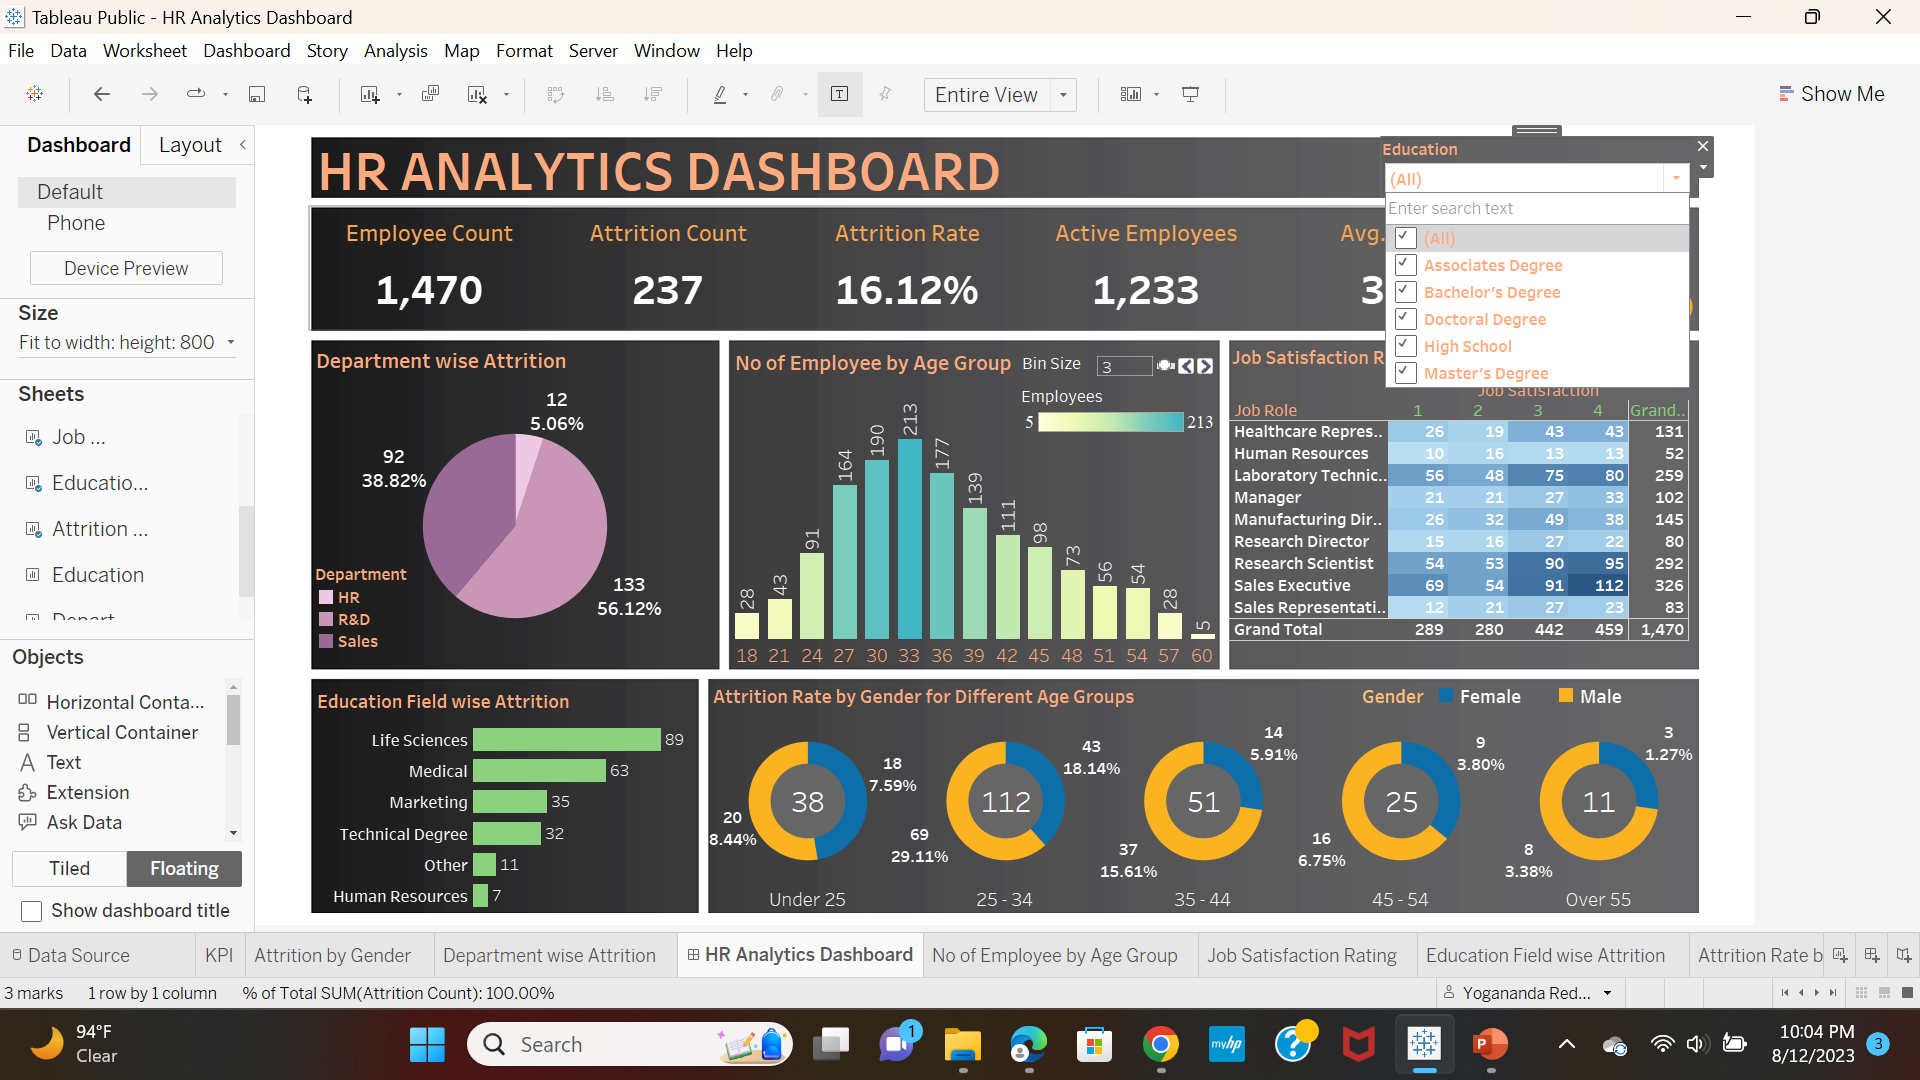 Tableau Public - HR Analytics Dashboard
File Data Worksheet Dashboard Story Analysis Map Format Server Window Help
Entire View
Show Me
Dashboard Layout
Default
Phone
Device Preview
Size
Fit to width: height: 800
Sheets
Job ...
Educatio...
Attrition ...
Education
Objects
Horizontal Conta...
Vertical Container
Text
Extension
Ask Data
Tiled Floating
Show dashboard title
HR ANALYTICS DASHBOARD
Education
(All)
Enter search text
(All)
Associates Degree
Bachelor's Degree
Doctoral Degree
High School
Master's Degree
Employee Count Attrition Count Attrition Rate Active Employees Avg.
1,470 237 16.12% 1,233 3
Department wise Attrition
12
5.06%
92
38.82%
133
56.12%
Department
HR
R&D
Sales
No of Employee by Age Group Bin Size 3
Employees
5 213
28 43 91 164 190 213 177 139 111 98 73 56 54 28 5
18 21 24 27 30 33 36 39 42 45 48 51 54 57 60
Job Satisfaction R
Job Satisfaction
Job Role 1 2 3 4 Grand..
Healthcare Repres.. 26 19 43 43 131
Human Resources 10 16 13 13 52
Laboratory Technic.. 56 48 75 80 259
Manager 21 21 27 33 102
Manufacturing Dir.. 26 32 49 38 145
Research Director 15 16 27 22 80
Research Scientist 54 53 90 95 292
Sales Executive 69 54 91 112 326
Sales Representati.. 12 21 27 23 83
Grand Total 289 280 442 459 1,470
Education Field wise Attrition
Life Sciences 89
Medical 63
Marketing 35
Technical Degree 32
Other 11
Human Resources 7
Attrition Rate by Gender for Different Age Groups Gender Female Male
18
7.59%
20
8.44%
38
Under 25
43
18.14%
69
29.11%
112
25 - 34
14
5.91%
37
15.61%
51
35 - 44
9
3.80%
16
6.75%
25
45 - 54
3
1.27%
8
3.38%
11
Over 55
Data Source KPI Attrition by Gender Department wise Attrition HR Analytics Dashboard No of Employee by Age Group Job Satisfaction Rating Education Field wise Attrition Attrition Rate b
3 marks 1 row by 1 column % of Total SUM(Attrition Count): 100.00% Yogananda Red...
94°F
Clear
Search
1
myhp
P
10:04 PM
8/12/2023
3